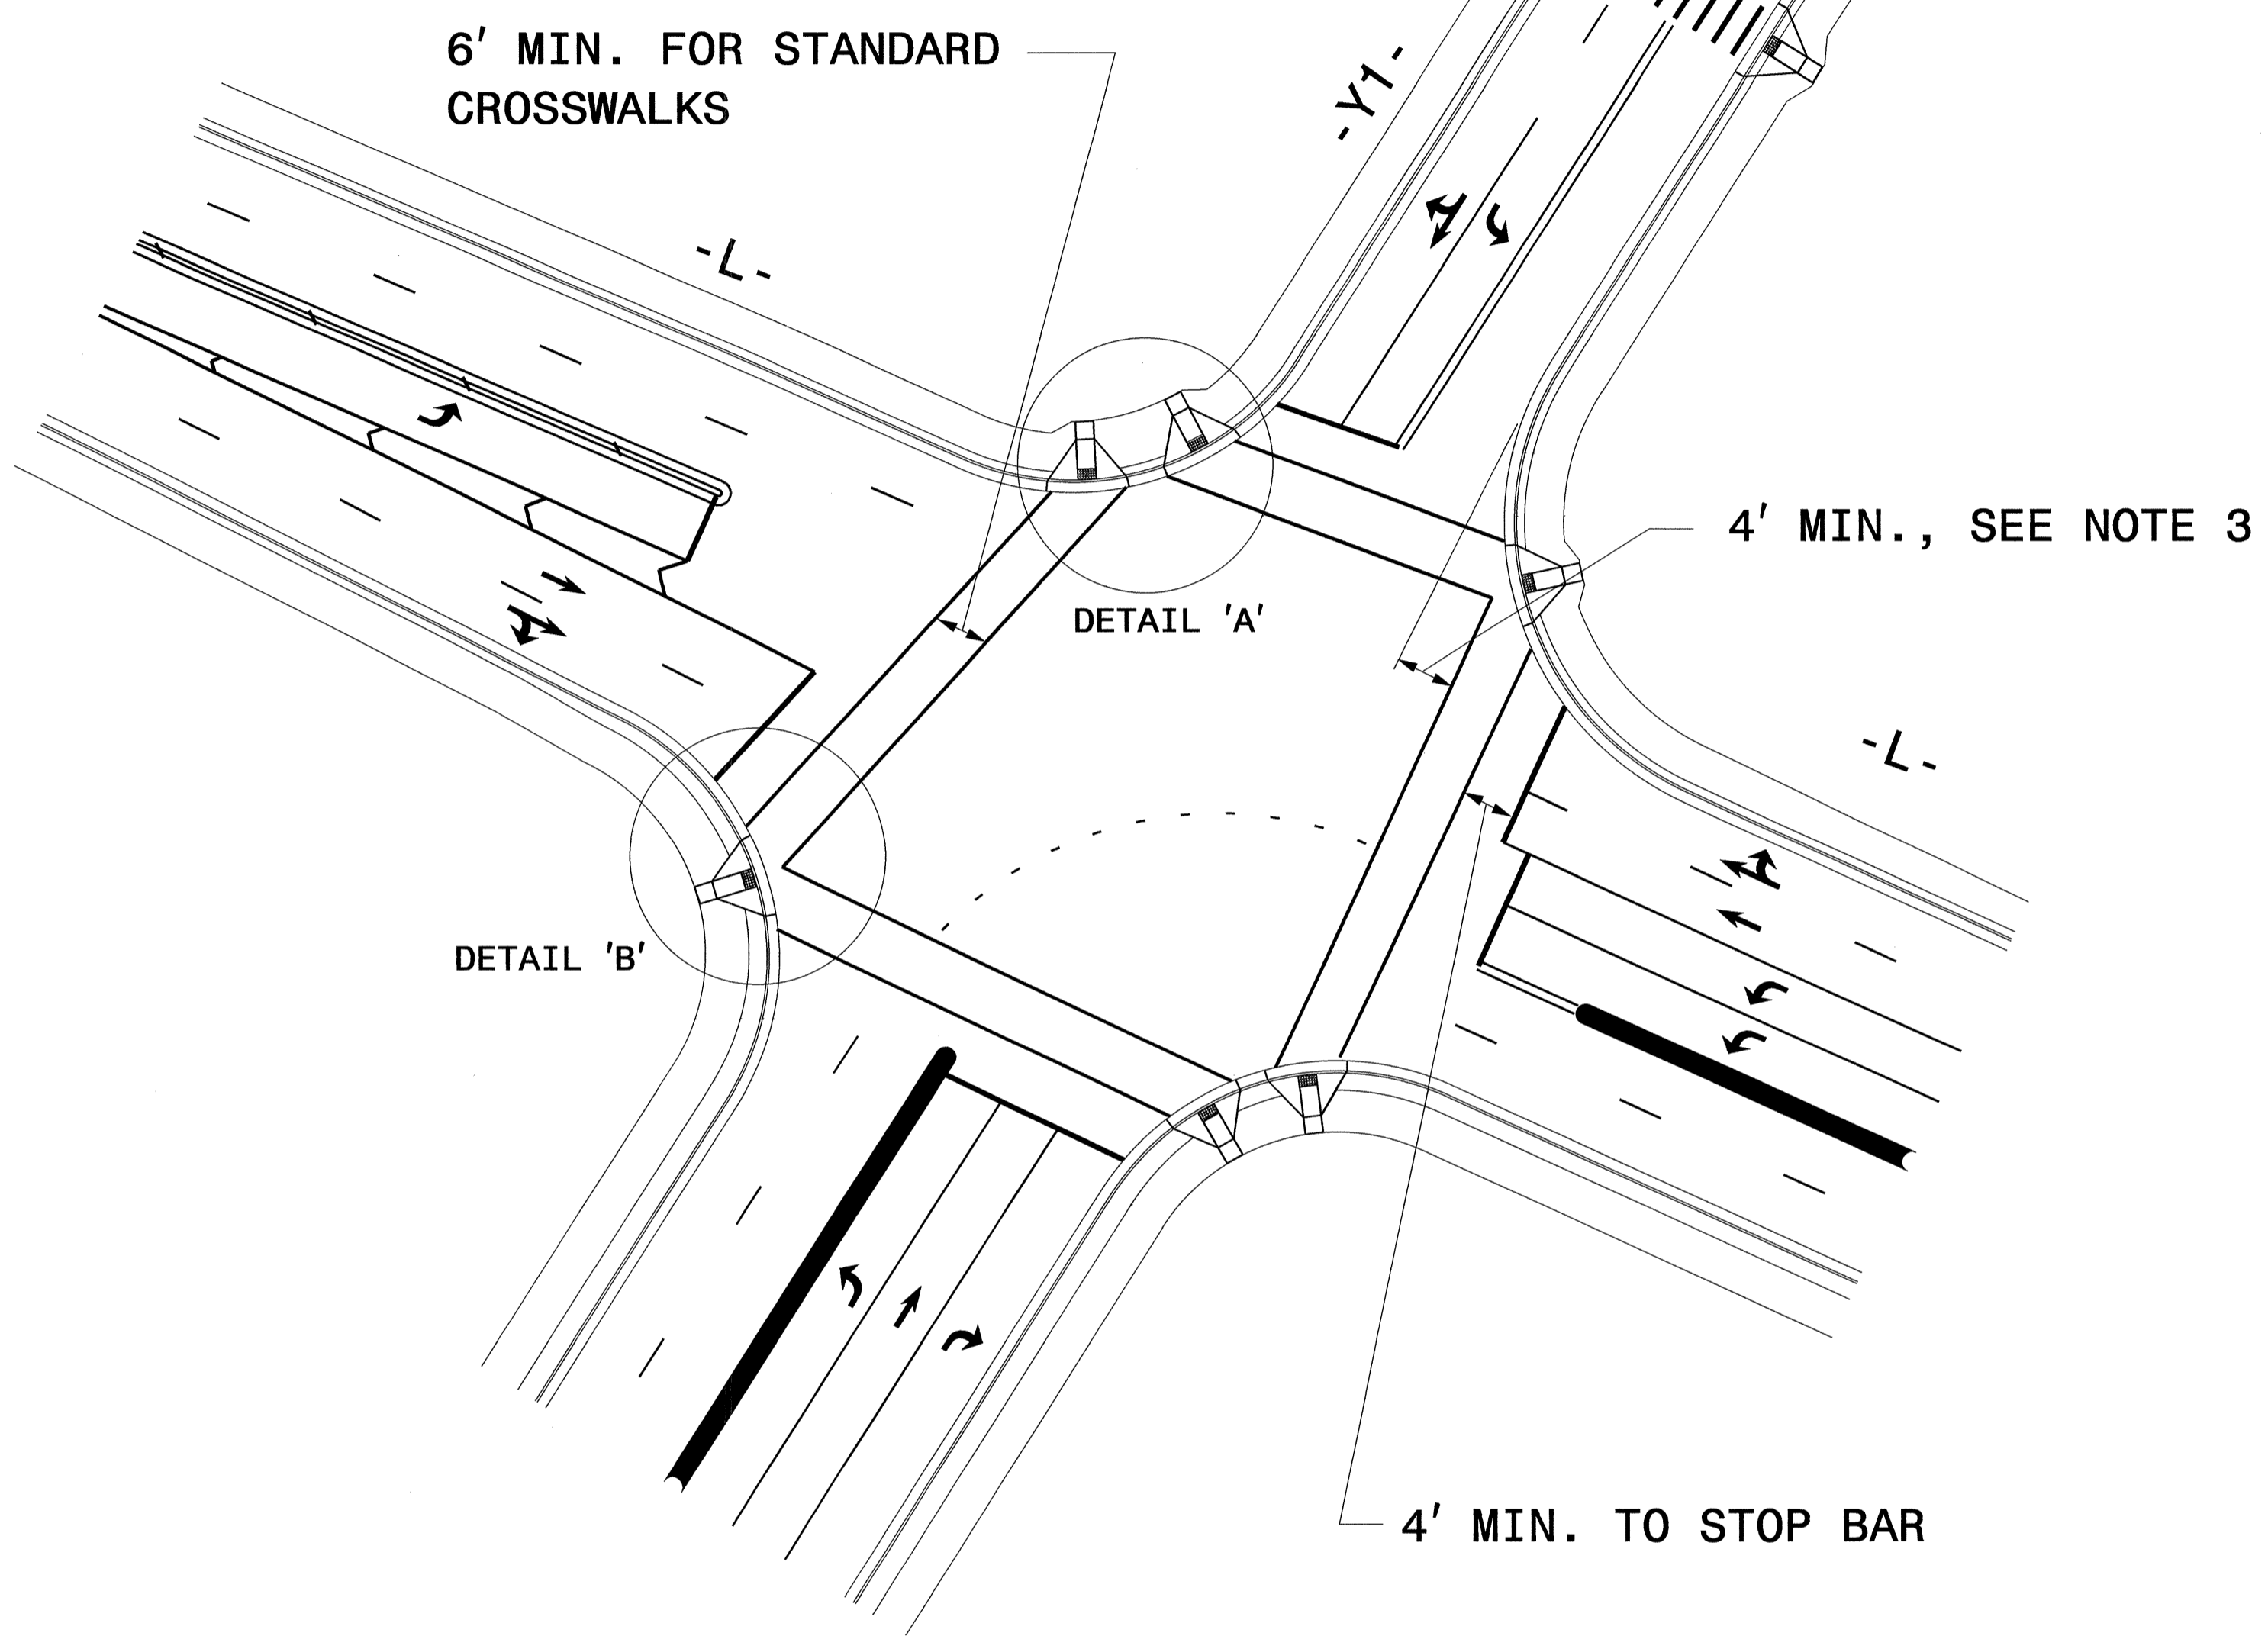 6' MIN. FOR STANDARD
CROSSWALKS
-Y1-
-L-
4' MIN., SEE NOTE 3
DETAIL 'A'
-L-
DETAIL 'B'
4' MIN. TO STOP BAR